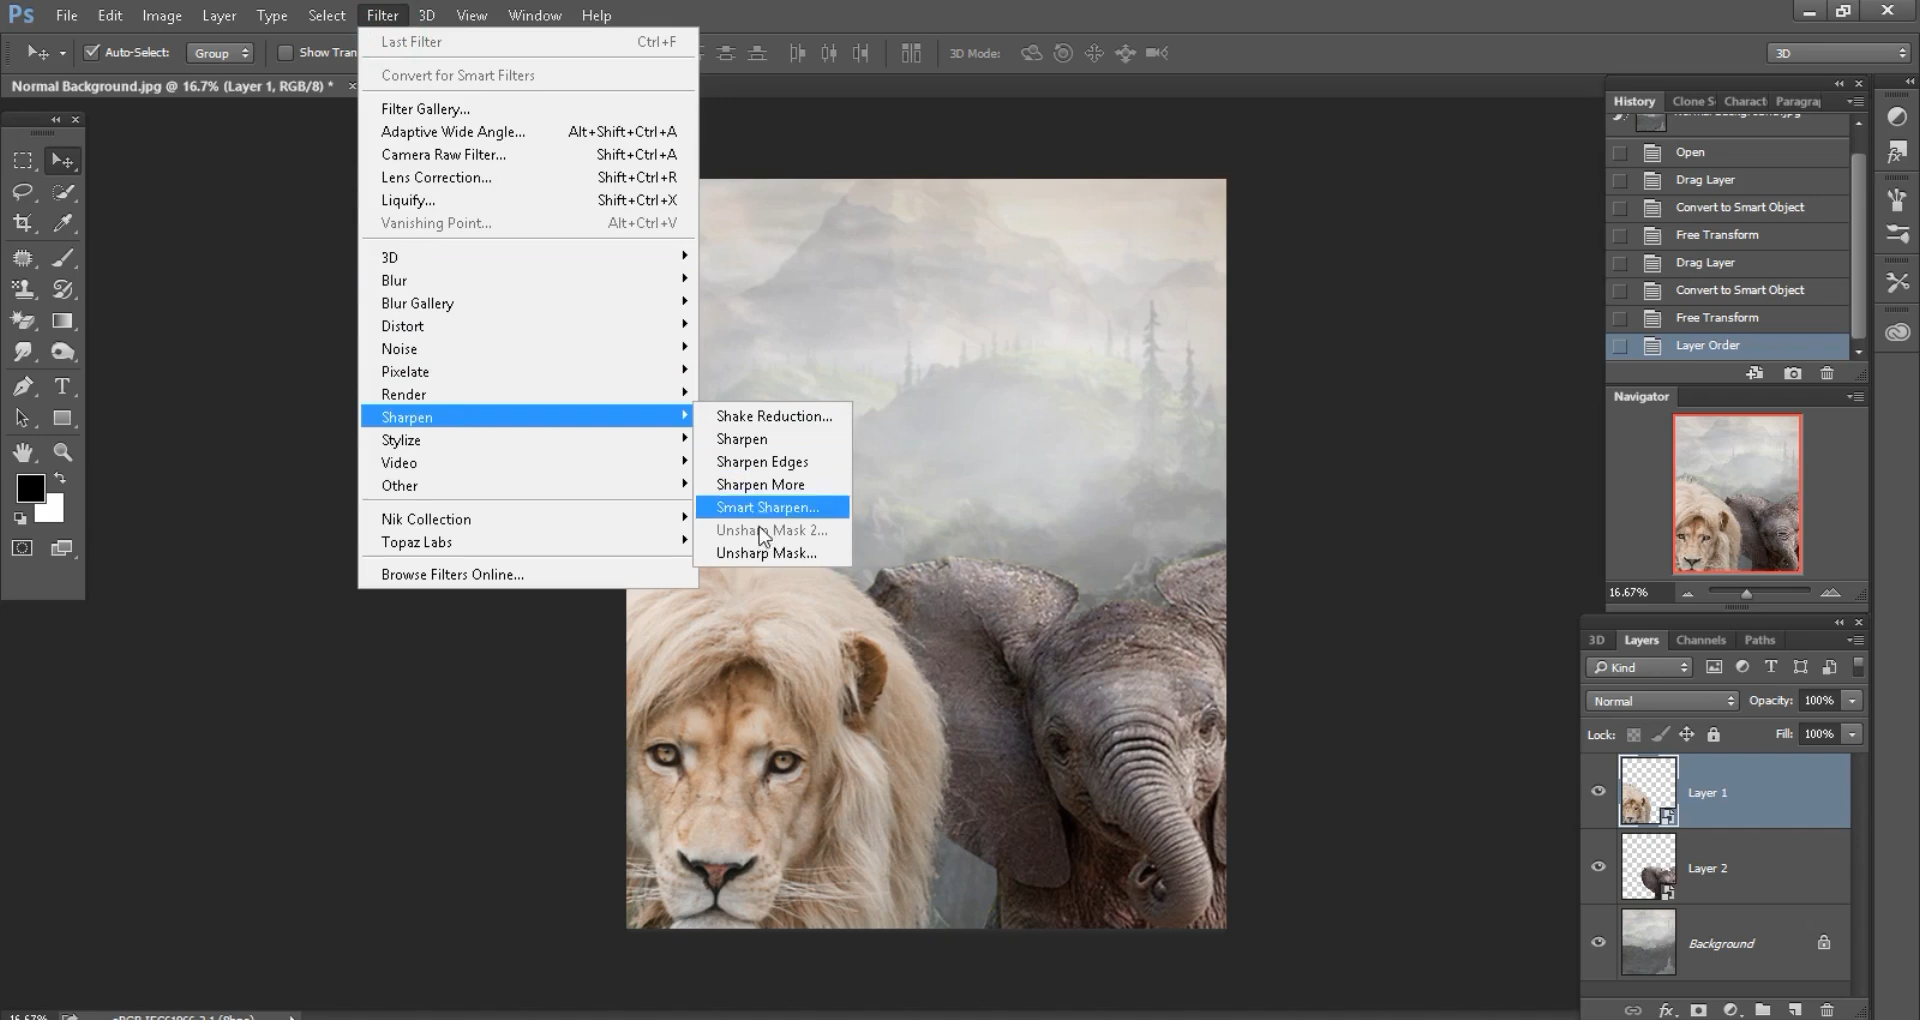 Ps File Edit Image Layer Type Select Filter 3D View Window Help
Auto-Select: Group Show Tran 3D Mode: 3D
Normal Background.jpg @ 16.7% (Layer 1, RGB/8) *
Last Filter Ctrl+F
Convert for Smart Filters
Filter Gallery...
Adaptive Wide Angle... Alt+Shift+Ctrl+A
Camera Raw Filter... Shift+Ctrl+A
Lens Correction... Shift+Ctrl+R
Liquify... Shift+Ctrl+X
Vanishing Point... Alt+Ctrl+V
3D
Blur
Blur Gallery
Distort
Noise
Pixelate
Render
Sharpen
Stylize
Video
Other
Nik Collection
Topaz Labs
Browse Filters Online...
Shake Reduction...
Sharpen
Sharpen Edges
Sharpen More
Smart Sharpen...
Unsharp Mask 2...
Unsharp Mask...
History Clone S Charact Paragra
Open
Drag Layer
Convert to Smart Object
Free Transform
Drag Layer
Convert to Smart Object
Free Transform
Layer Order
Navigator
16.67%
3D Layers Channels Paths
Kind
Normal Opacity: 100%
Lock: Fill: 100%
Layer 1
Layer 2
Background
16.67%